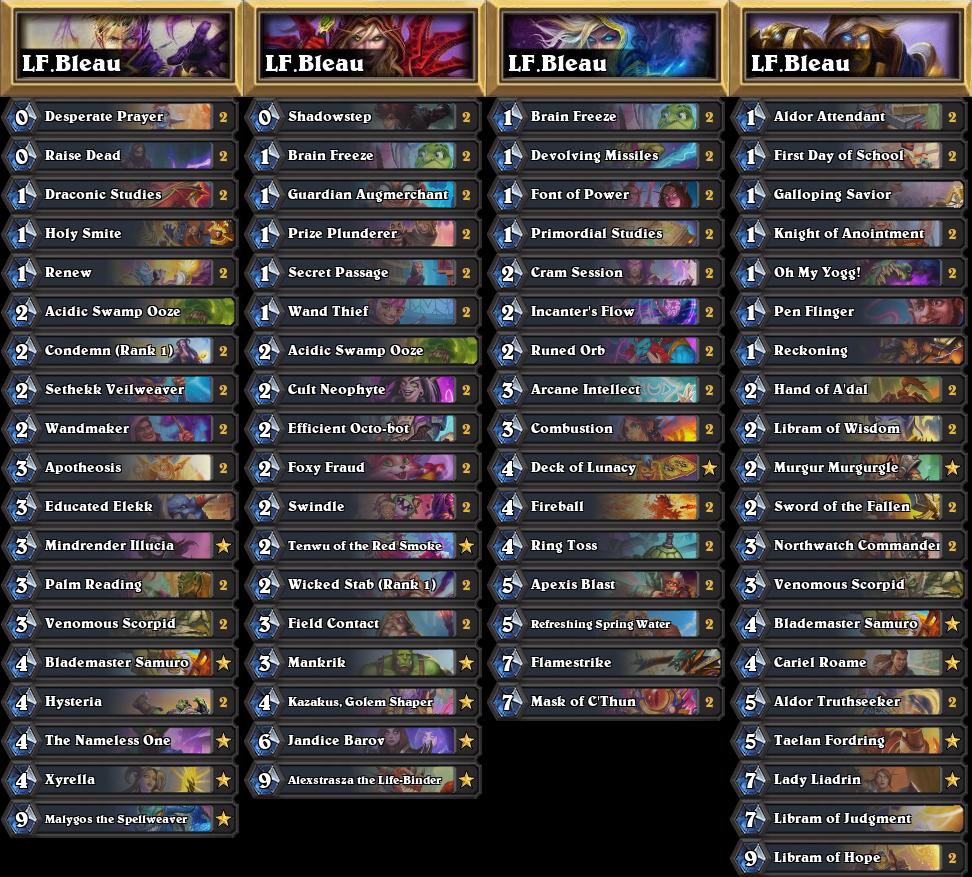 LF.Bleau
0 Desperate Prayer 2
0 Raise Dead 2
1 Draconic Studies 2
1 Holy Smite 2
1 Renew 2
2 Acidic Swamp Ooze
2 Condemn (Rank 1) 2
2 Sethekk Veilweaver 2
2 Wandmaker 2
3 Apotheosis 2
3 Educated Elekk
3 Mindrender Illucia
3 Palm Reading 2
3 Venomous Scorpid 2
4 Blademaster Samuro
4 Hysteria 2
4 The Nameless One
4 Xyrella
9 Malygos the Spellweaver
LF.Bleau
0 Shadowstep 2
1 Brain Freeze 2
1 Guardian Augmerchant 2
1 Prize Plunderer 2
1 Secret Passage 2
1 Wand Thief 2
2 Acidic Swamp Ooze
2 Cult Neophyte 2
2 Efficient Octo-bot 2
2 Foxy Fraud 2
2 Swindle 2
2 Tenwu of the Red Smoke
2 Wicked Stab (Rank 1) 2
3 Field Contact 2
3 Mankrik
4 Kazakus, Golem Shaper
6 Jandice Barov
9 Alexstrasza the Life-Binder
LF.Bleau
1 Brain Freeze 2
1 Devolving Missiles 2
1 Font of Power 2
1 Primordial Studies 2
2 Cram Session 2
2 Incanter's Flow 2
2 Runed Orb 2
3 Arcane Intellect 2
3 Combustion 2
4 Deck of Lunacy
4 Fireball 2
4 Ring Toss 2
5 Apexis Blast 2
5 Refreshing Spring Water 2
7 Flamestrike
7 Mask of C'Thun 2
LF.Bleau
1 Aldor Attendant 2
1 First Day of School 2
1 Galloping Savior
1 Knight of Anointment 2
1 Oh My Yogg! 2
1 Pen Flinger
1 Reckoning
2 Hand of A'dal 2
2 Libram of Wisdom 2
2 Murgur Murgurgle
2 Sword of the Fallen 2
3 Northwatch Commander 2
3 Venomous Scorpid
4 Blademaster Samuro
4 Cariel Roame
5 Aldor Truthseeker 2
5 Taelan Fordring
7 Lady Liadrin
7 Libram of Judgment
9 Libram of Hope 2